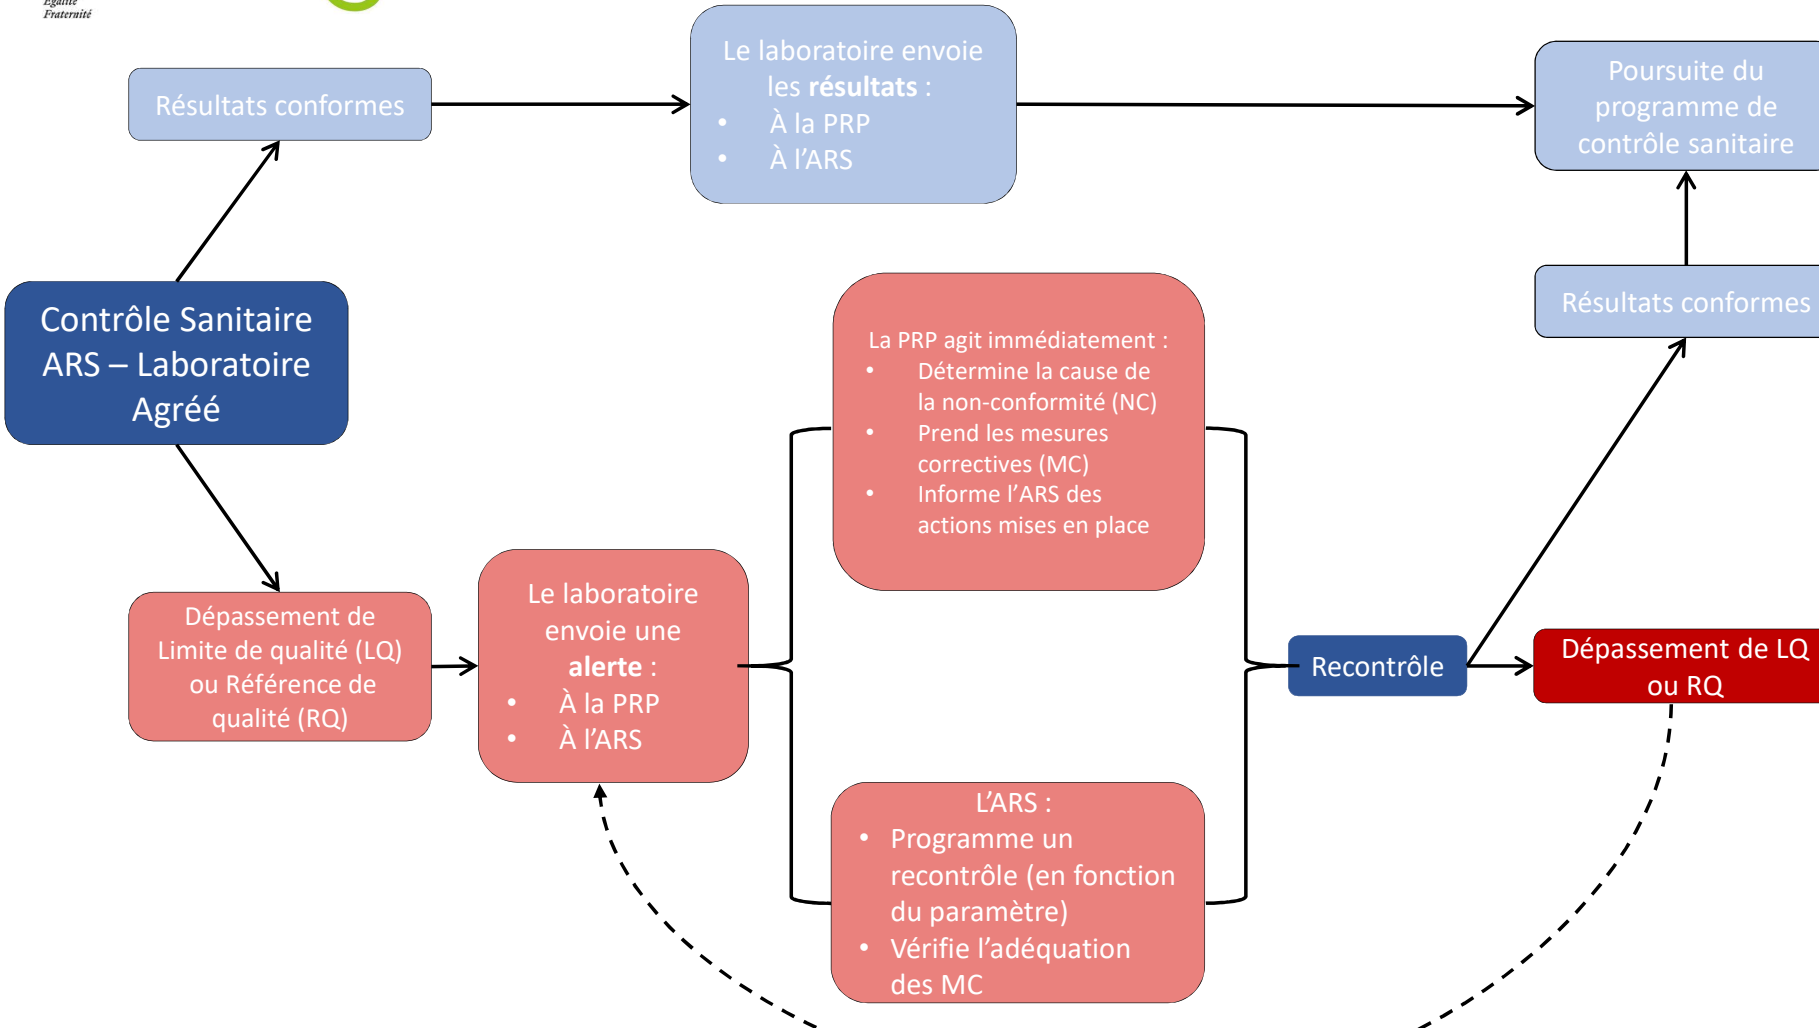 Égalité
Fraternité
Le laboratoire envoie
les résultats :
• À la PRP
• À l'ARS
Poursuite du
programme de
contrôle sanitaire
Résultats conformes
Résultats conformes
Contrôle Sanitaire
ARS – Laboratoire
Agréé
La PRP agit immédiatement :
• Détermine la cause de
la non-conformité (NC)
• Prend les mesures
correctives (MC)
• Informe l'ARS des
actions mises en place
Dépassement de
Limite de qualité (LQ)
ou Référence de
qualité (RQ)
Le laboratoire
envoie une
alerte :
• À la PRP
• À l'ARS
Recontrôle
Dépassement de LQ
ou RQ
L'ARS :
• Programme un
recontrôle (en fonction
du paramètre)
• Vérifie l'adéquation
des MC